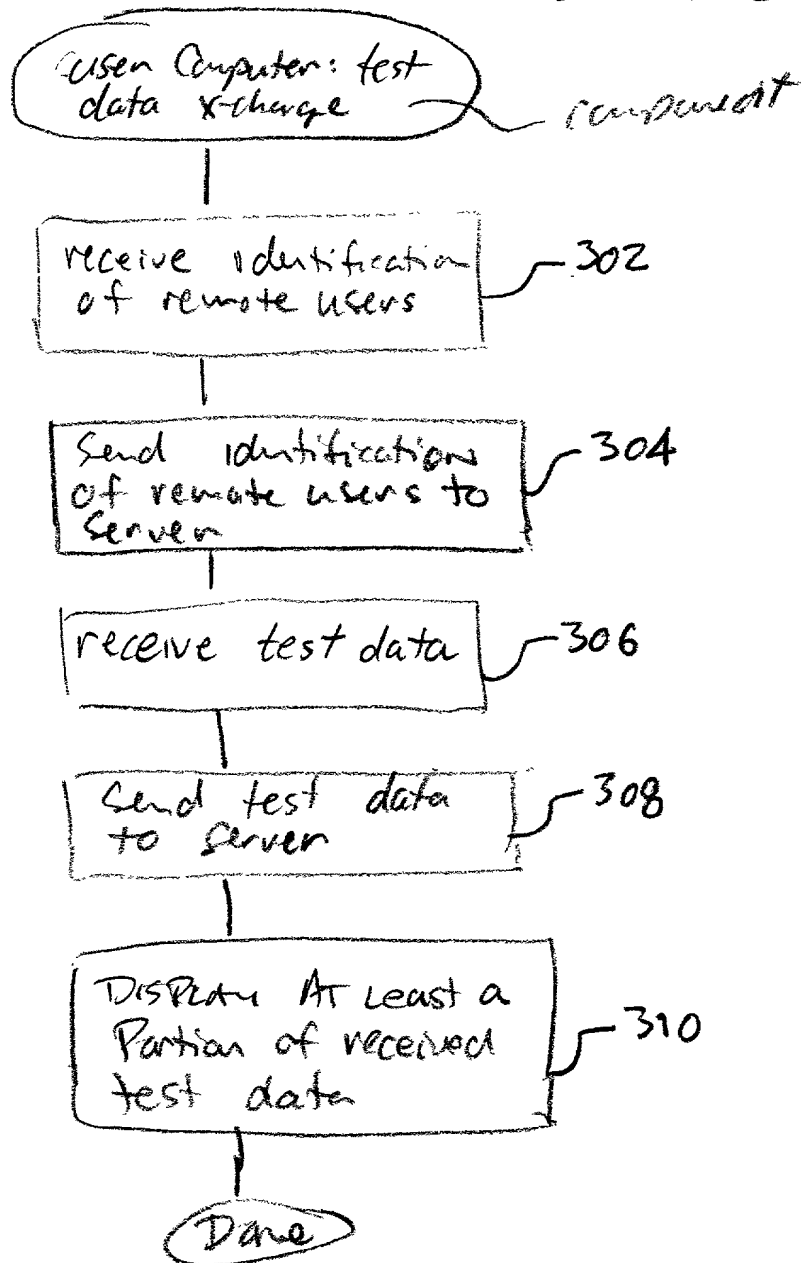 User Computer: test
data x-change
component
receive identification
of remote users
302
Send identification
of remote users to
Server
304
receive test data
306
Send test data
to server
308
Display At Least a
Portion of received
test data
310
Done